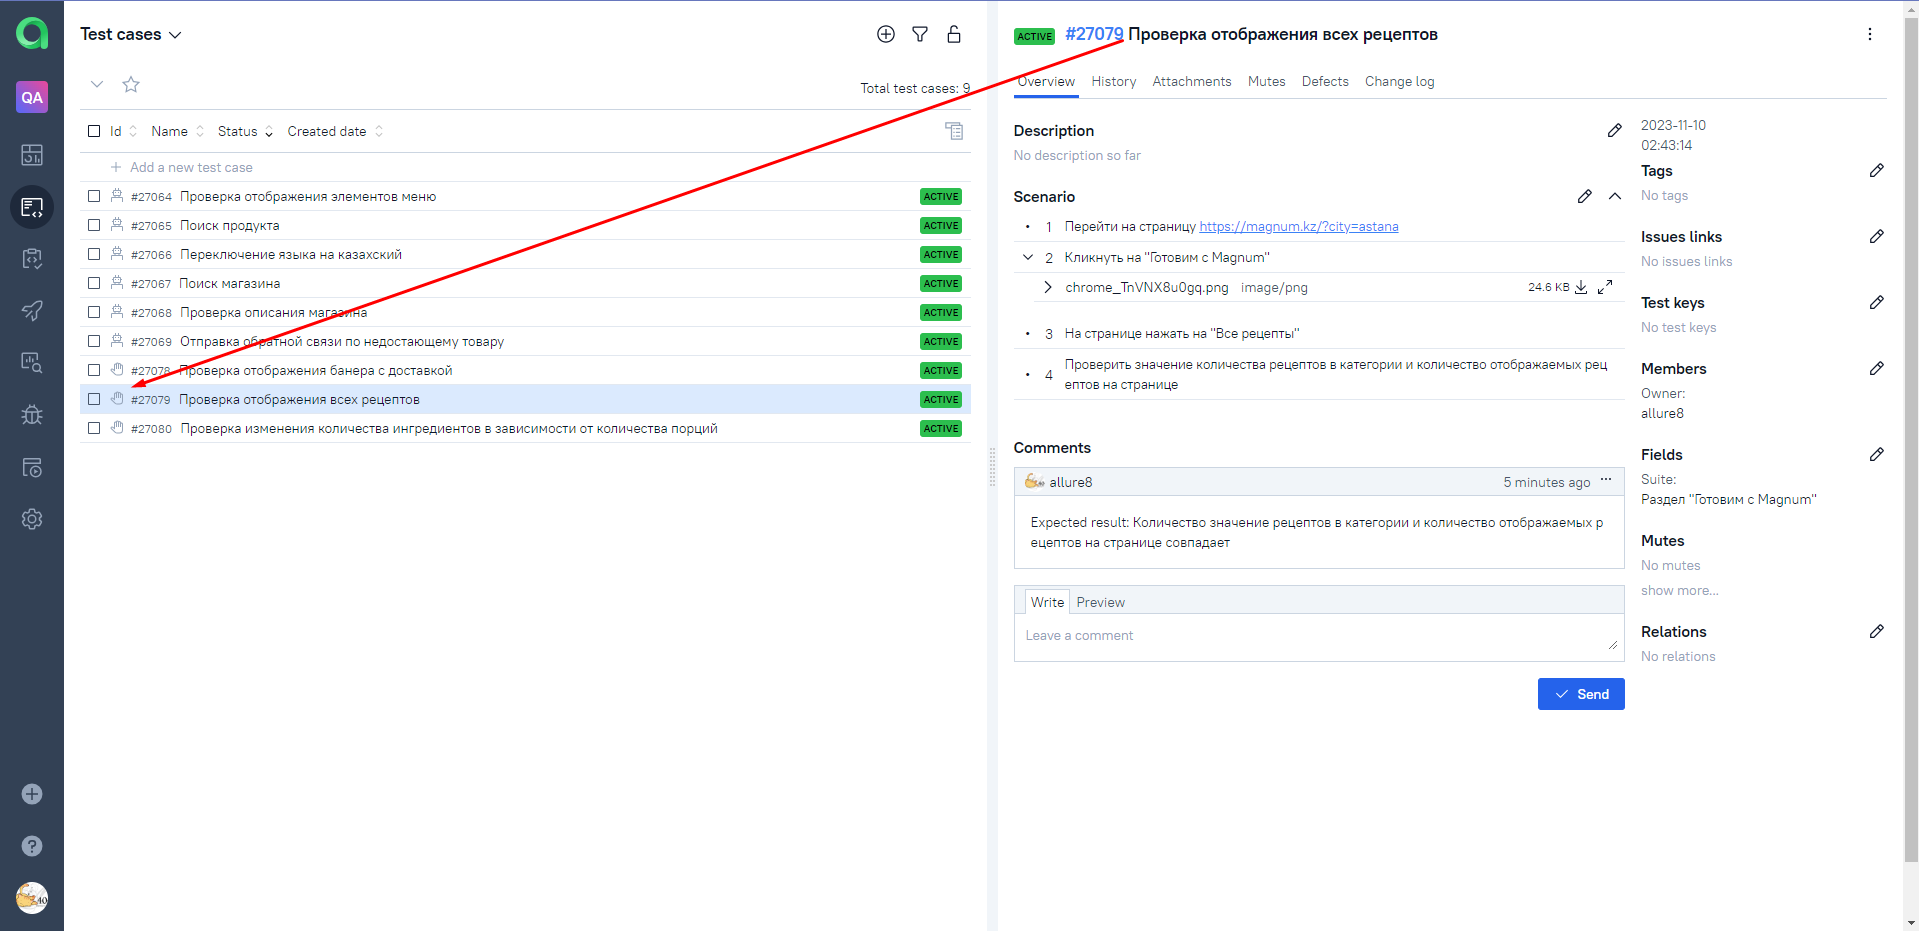 QA
Test cases
Total test cases: 9
Id Name Status Created date
Add a new test case
#27064 Проверка отображения элементов меню ACTIVE
#27065 Поиск продукта ACTIVE
#27066 Переключение языка на казахский ACTIVE
#27067 Поиск магазина ACTIVE
#27068 Проверка описания магазина ACTIVE
#27069 Отправка обратной связи по недостающему товару ACTIVE
#27078 Проверка отображения банера с доставкой ACTIVE
#27079 Проверка отображения всех рецептов ACTIVE
#27080 Проверка изменения количества ингредиентов в зависимости от количества порций ACTIVE
ACTIVE #27079 Проверка отображения всех рецептов
Overview History Attachments Mutes Defects Change log
Description
No description so far
Scenario
1 Перейти на страницу https://magnum.kz/?city=astana
2 Кликнуть на "Готовим с Magnum"
chrome_TnVNX8u0gq.png image/png 24.6 KB
3 На странице нажать на "Все рецепты"
4 Проверить значение количества рецептов в категории и количество отображаемых рец
ептов на странице
Comments
allure8 5 minutes ago
Expected result: Количество значение рецептов в категории и количество отображаемых р
ецептов на странице совпадает
Write Preview
Leave a comment
Send
2023-11-10
02:43:14
Tags
No tags
Issues links
No issues links
Test keys
No test keys
Members
Owner:
allure8
Fields
Suite:
Раздел "Готовим с Magnum"
Mutes
No mutes
show more...
Relations
No relations